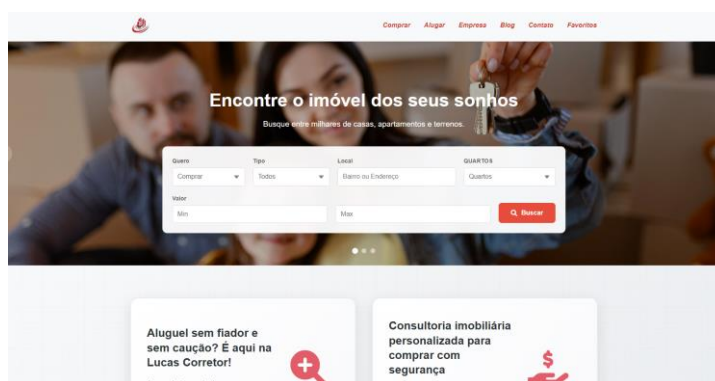 Comprar Alugar Empresa Blog Contato Favoritos
Encontre o imóvel dos seus sonhos
Busque entre milhares de casas, apartamentos e terrenos.
Quero Tipo Local QUARTOS
Comprar Todos Bairro ou Endereço Quartos
Valor
Min Max Buscar
Aluguel sem fiador e
sem caução? É aqui na
Lucas Corretor!
Consultoria imobiliária
personalizada para
comprar com
segurança